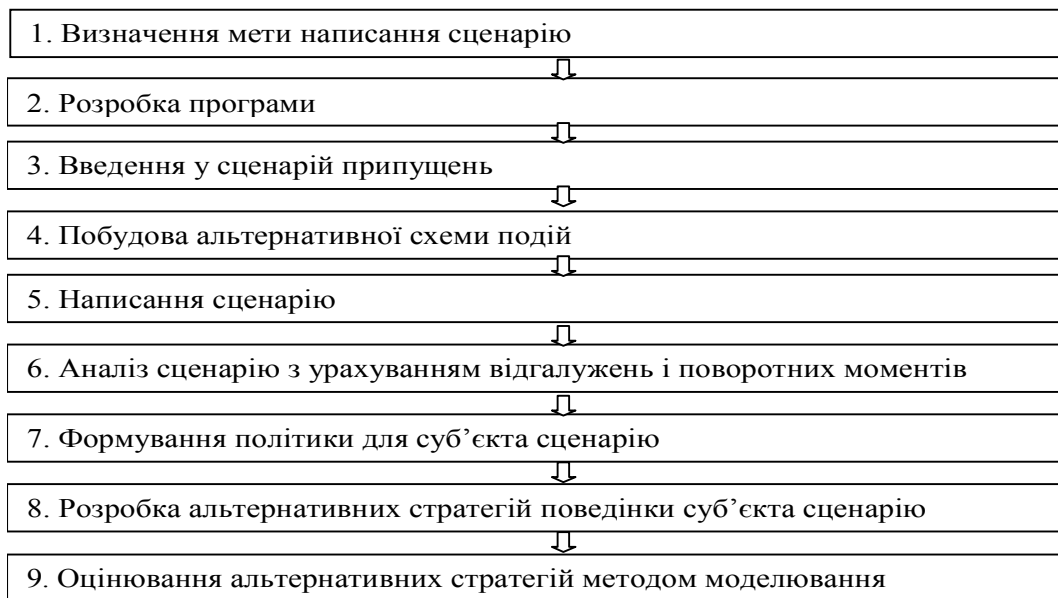 1. Визначення мети написання сценарію
2. Розробка програми
3. Введення у сценарій припущень
4. Побудова альтернативної схеми подій
5. Написання сценарію
6. Аналіз сценарію з урахуванням відгалужень і поворотних моментів
7. Формування політики для суб’єкта сценарію
8. Розробка альтернативних стратегій поведінки суб’єкта сценарію
9. Оцінювання альтернативних стратегій методом моделювання